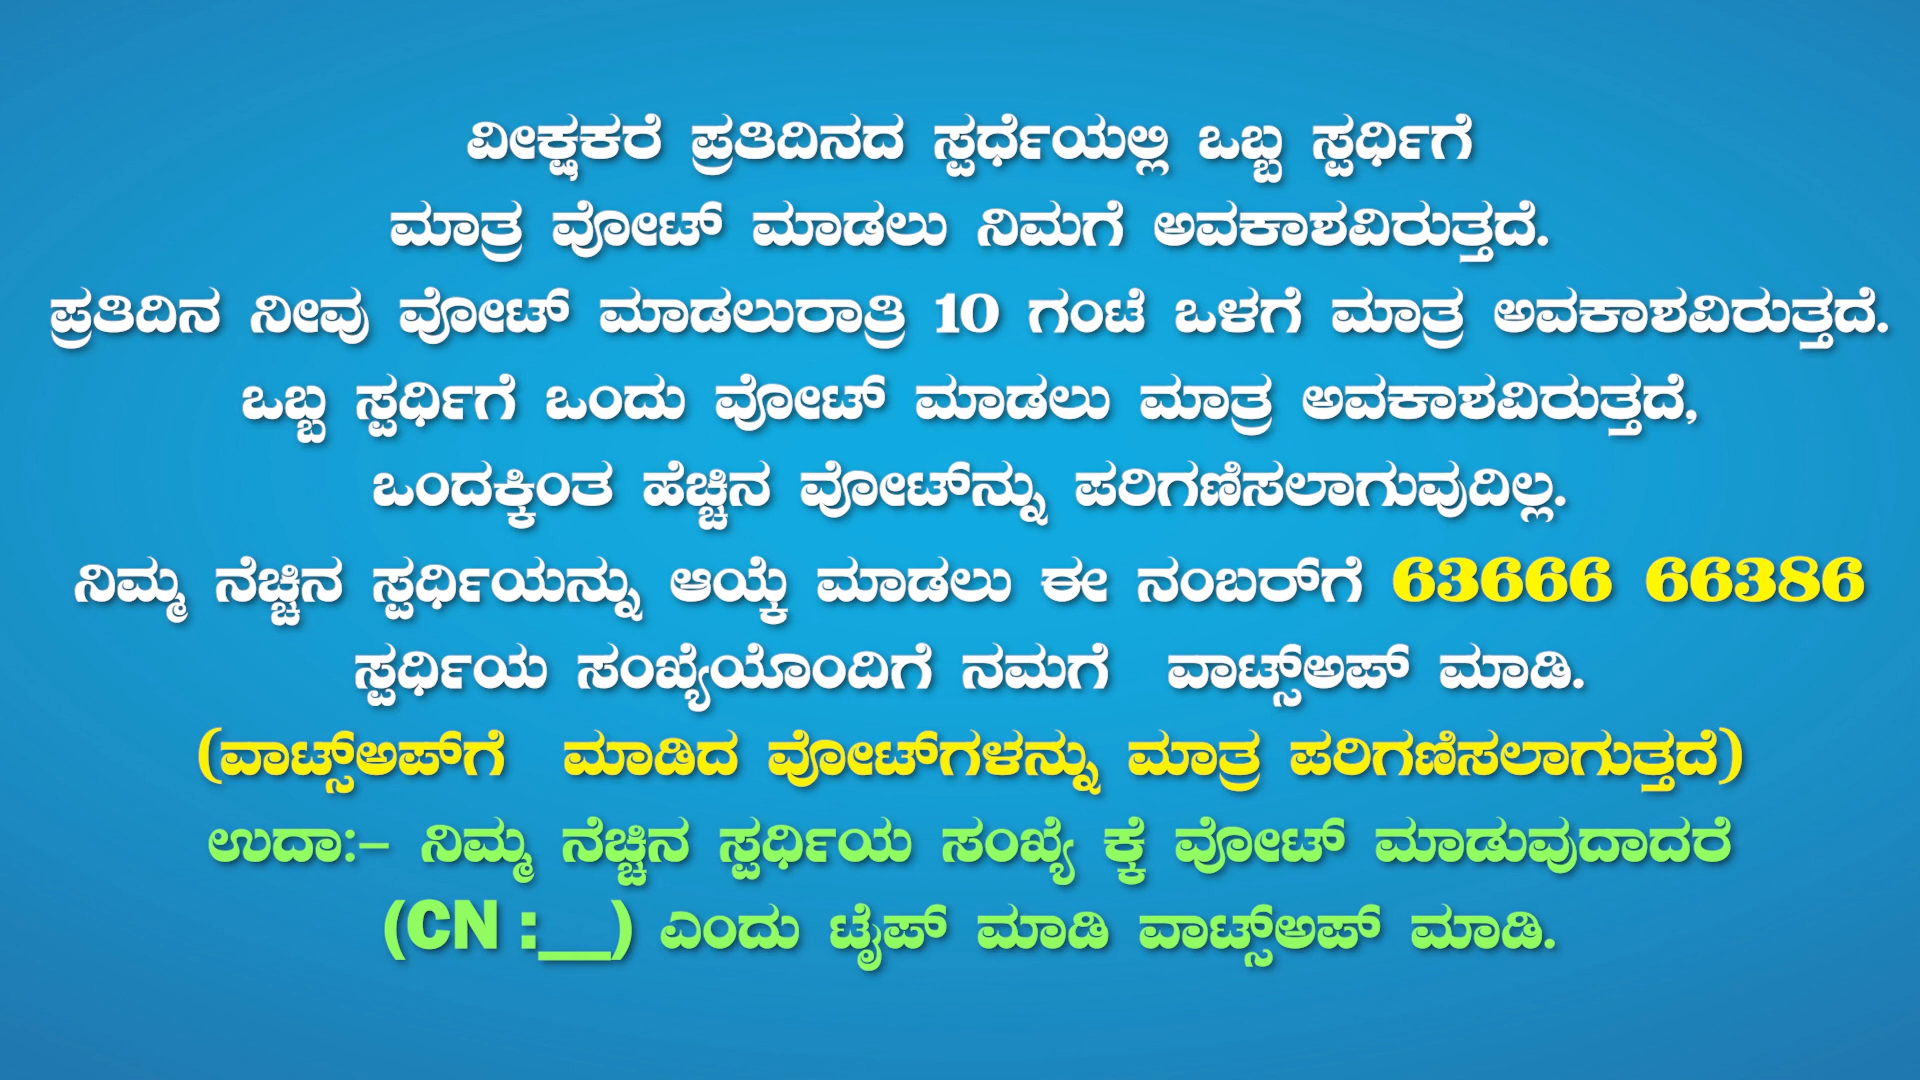 ವೀಕ್ಷಕರೆ ಪ್ರತಿದಿನದ ಸ್ಪರ್ಧೆಯಲ್ಲಿ ಒಬ್ಬ ಸ್ಪರ್ಧಿಗೆ
ಮಾತ್ರ ವೋಟ್ ಮಾಡಲು ನಿಮಗೆ ಅವಕಾಶವಿರುತ್ತದೆ.
ಪ್ರತಿದಿನ ನೀವು ವೋಟ್ ಮಾಡಲುರಾತ್ರಿ 10 ಗಂಟೆ ಒಳಗೆ ಮಾತ್ರ ಅವಕಾಶವಿರುತ್ತದೆ.
ಒಬ್ಬ ಸ್ಪರ್ಧಿಗೆ ಒಂದು ವೋಟ್ ಮಾಡಲು ಮಾತ್ರ ಅವಕಾಶವಿರುತ್ತದೆ,
ಒಂದಕ್ಕಿಂತ ಹೆಚ್ಚಿನ ವೋಟ್‌ನ್ನು ಪರಿಗಣಿಸಲಾಗುವುದಿಲ್ಲ.
ನಿಮ್ಮ ನೆಚ್ಚಿನ ಸ್ಪರ್ಧಿಯನ್ನು ಆಯ್ಕೆ ಮಾಡಲು ಈ ನಂಬರ್‌ಗೆ 63666 66386
ಸ್ಪರ್ಧಿಯ ಸಂಖ್ಯೆಯೊಂದಿಗೆ ನಮಗೆ ವಾಟ್ಸ್‌ಅಪ್ ಮಾಡಿ.
(ವಾಟ್ಸ್‌ಅಪ್‌ಗೆ ಮಾಡಿದ ವೋಟ್‌ಗಳನ್ನು ಮಾತ್ರ ಪರಿಗಣಿಸಲಾಗುತ್ತದೆ)
ಉದಾ:– ನಿಮ್ಮ ನೆಚ್ಚಿನ ಸ್ಪರ್ಧಿಯ ಸಂಖ್ಯೆ ಕ್ಕೆ ವೋಟ್ ಮಾಡುವುದಾದರೆ
(CN :__) ಎಂದು ಟೈಪ್ ಮಾಡಿ ವಾಟ್ಸ್‌ಅಪ್ ಮಾಡಿ.